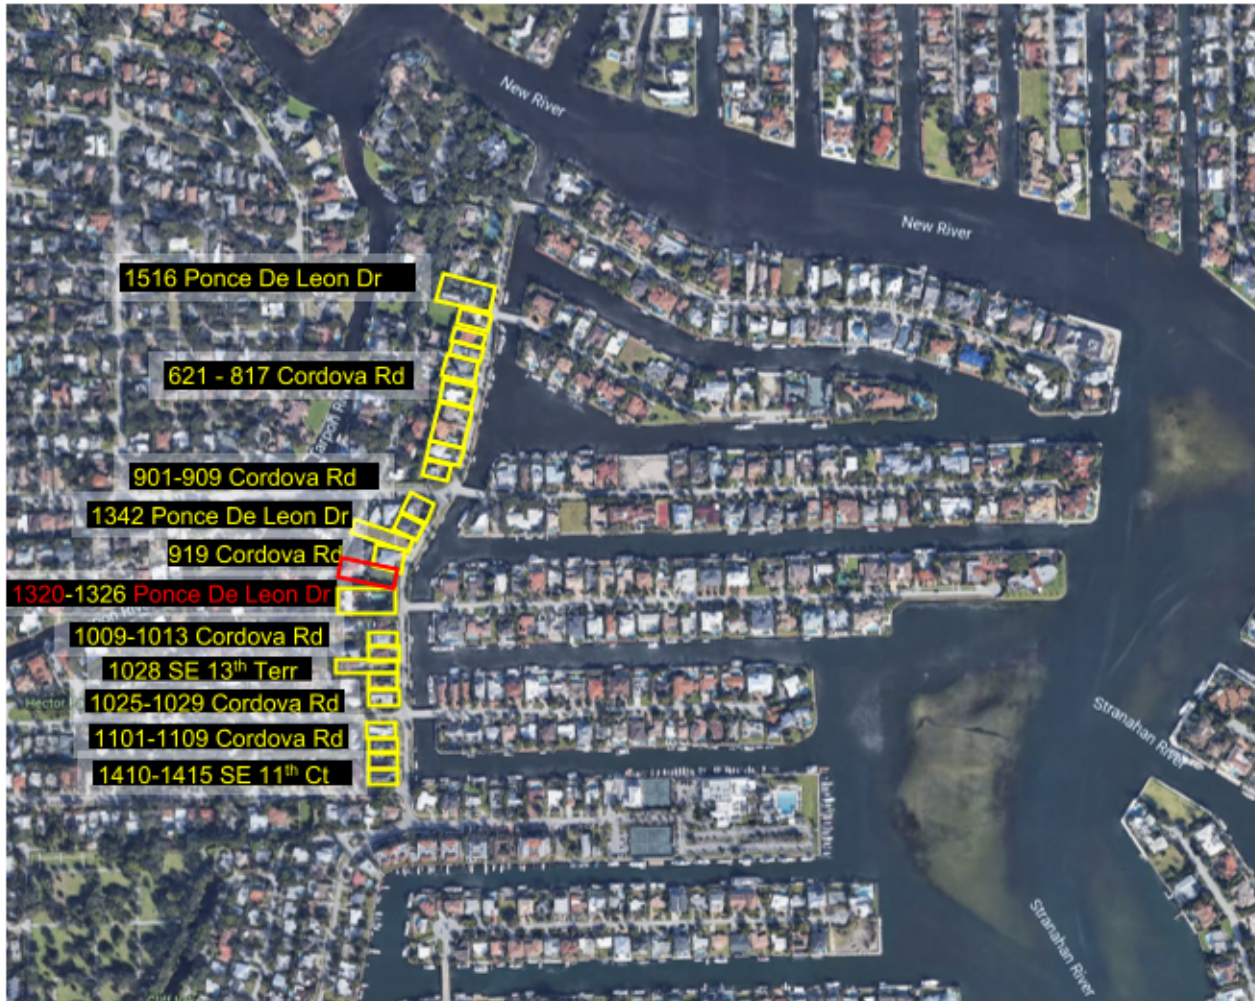 New River
New River
1516 Ponce De Leon Dr
621 - 817 Cordova Rd
901-909 Cordova Rd
1342 Ponce De Leon Dr
919 Cordova Rd
1320-1326 Ponce De Leon Dr
1009-1013 Cordova Rd
1028 SE 13th Terr
Hector
1025-1029 Cordova Rd
1101-1109 Cordova Rd
1410-1415 SE 11th Ct
Stranahan River
Stranahan River